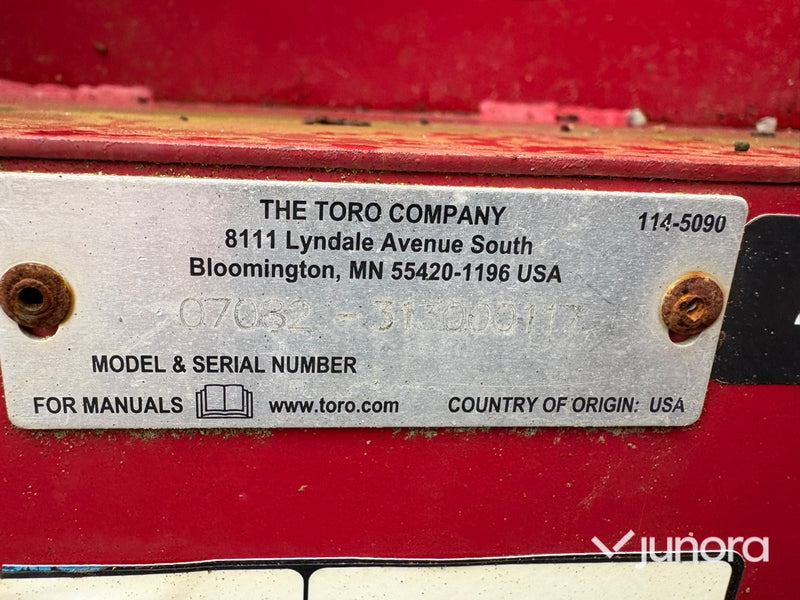 THE TORO COMPANY
114-5090
8111 Lyndale Avenue South
Bloomington, MN 55420-1196 USA
07032 -
MODEL & SERIAL NUMBER
FOR MANUALS www.toro.com COUNTRY OF ORIGIN: USA
junora